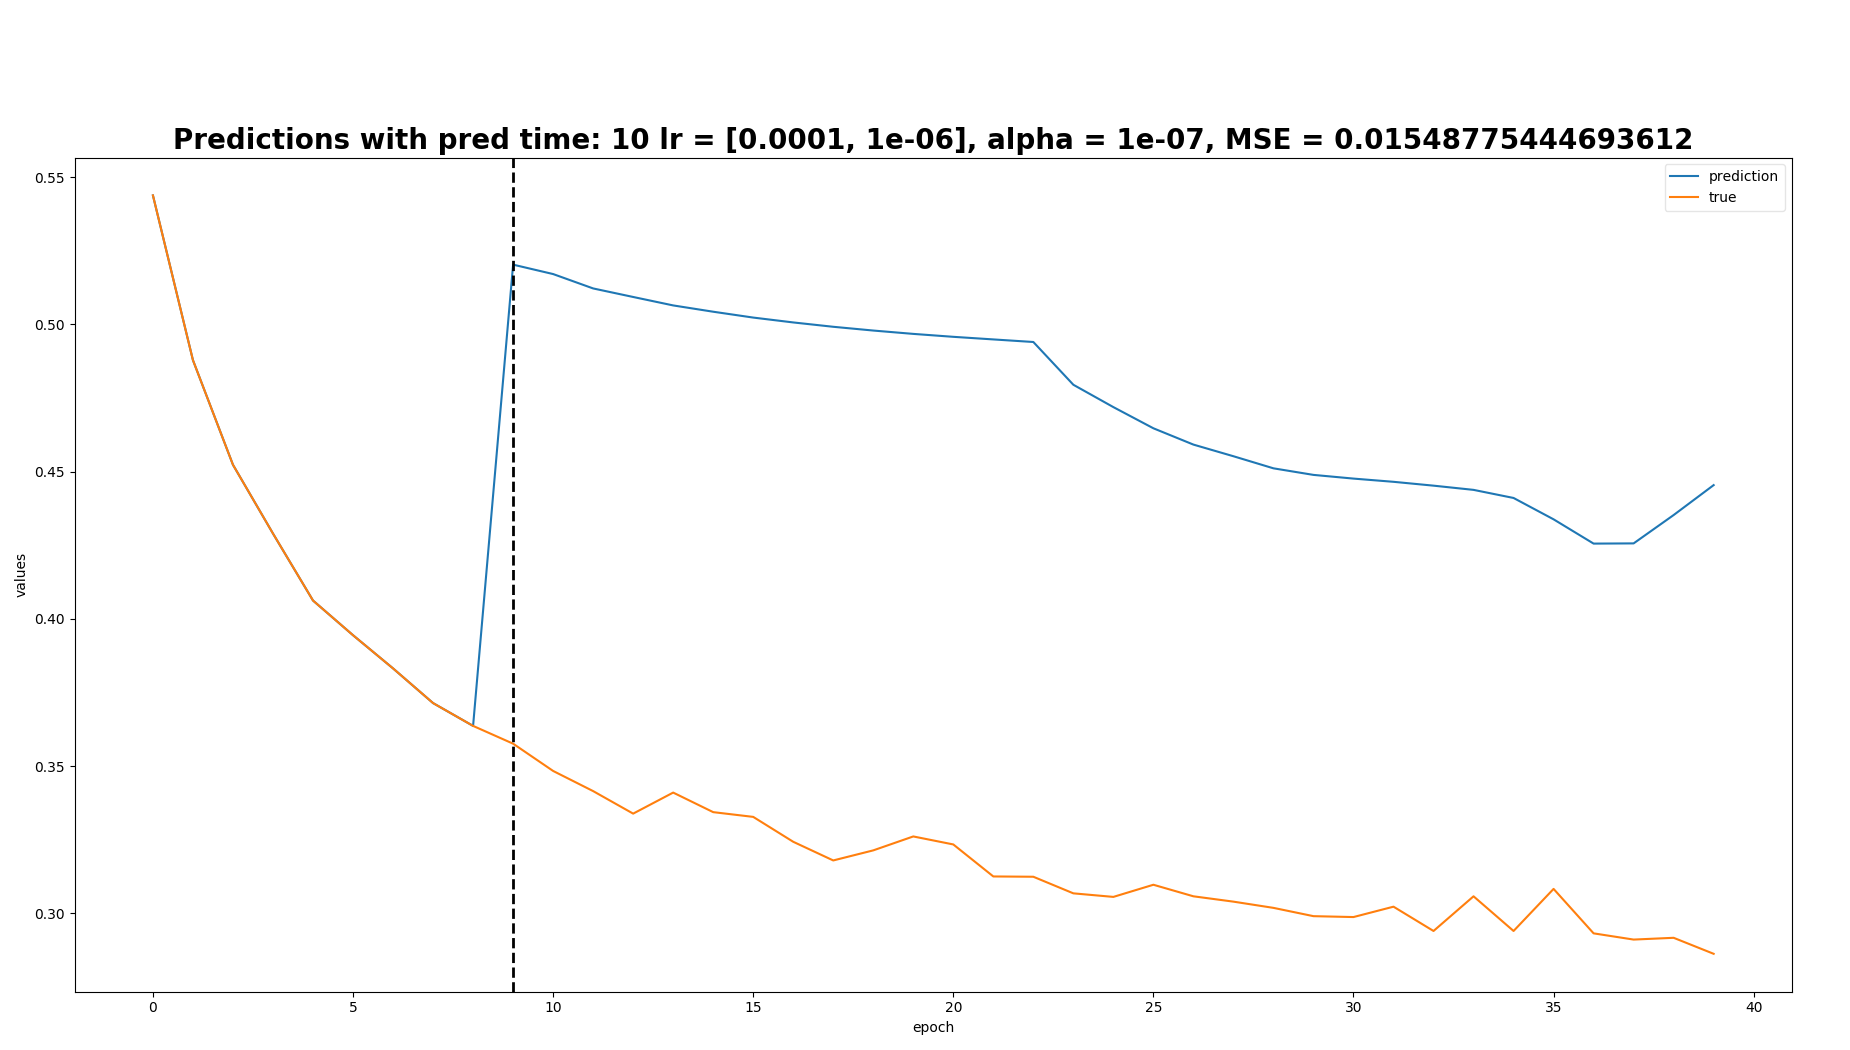 Predictions with pred time: 10 lr = [0.0001, 1e-06], alpha = 1e-07, MSE = 0.01548775444693612
prediction
true
0.55
0.50
0.45
0.40
0.35
0.30
values
0 5 10 15 20 25 30 35 40
epoch